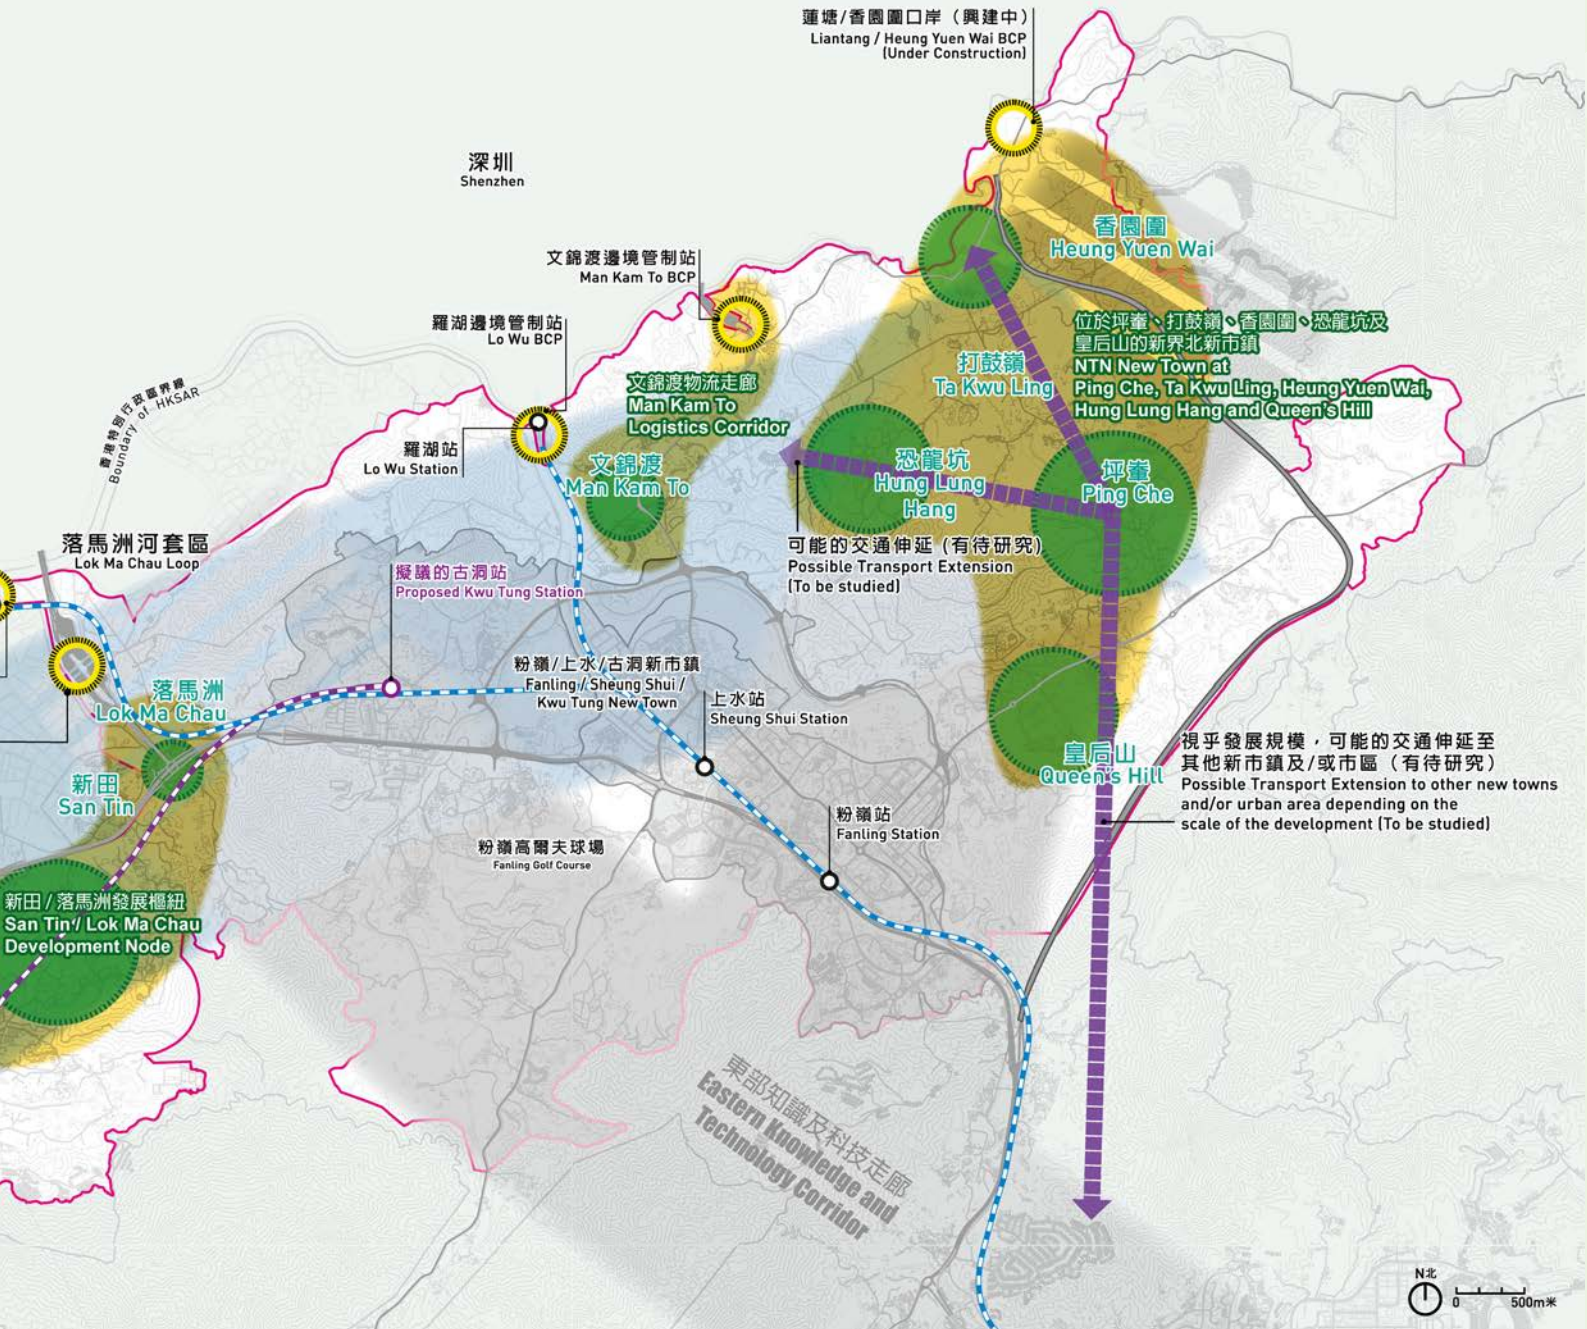 蓮塘/香園圍口岸（興建中）
Liantang / Heung Yuen Wai BCP
(Under Construction)
深圳
Shenzhen
香園圍
Heung Yuen Wai
文錦渡邊境管制站
Man Kam To BCP
羅湖邊境管制站
Lo Wu BCP
位於坪輋、打鼓嶺、香園圍、恐龍坑及
皇后山的新界北新市鎮
NTN New Town at
Ping Che, Ta Kwu Ling, Heung Yuen Wai,
Hung Lung Hang and Queen's Hill
打鼓嶺
Ta Kwu Ling
文錦渡物流走廊
Man Kam To
Logistics Corridor
香港特別行政區界線
Boundary of HKSAR
羅湖站
Lo Wu Station
文錦渡
Man Kam To
恐龍坑
Hung Lung
Hang
坪輋
Ping Che
落馬洲河套區
Lok Ma Chau Loop
可能的交通伸延 (有待研究)
Possible Transport Extension
(To be studied)
擬議的古洞站
Proposed Kwu Tung Station
粉嶺/上水/古洞新市鎮
Fanling / Sheung Shui /
Kwu Tung New Town
落馬洲
Lok Ma Chau
上水站
Sheung Shui Station
皇后山
Queen's Hill
視乎發展規模，可能的交通伸延至
其他新市鎮及/或市區（有待研究）
Possible Transport Extension to other new towns
and/or urban area depending on the
scale of the development (To be studied)
新田
San Tin
粉嶺站
Fanling Station
粉嶺高爾夫球場
Fanling Golf Course
新田 / 落馬洲發展樞紐
San Tin / Lok Ma Chau
Development Node
東部知識及科技走廊
Eastern Knowledge and
Technology Corridor
N北
0 500m米